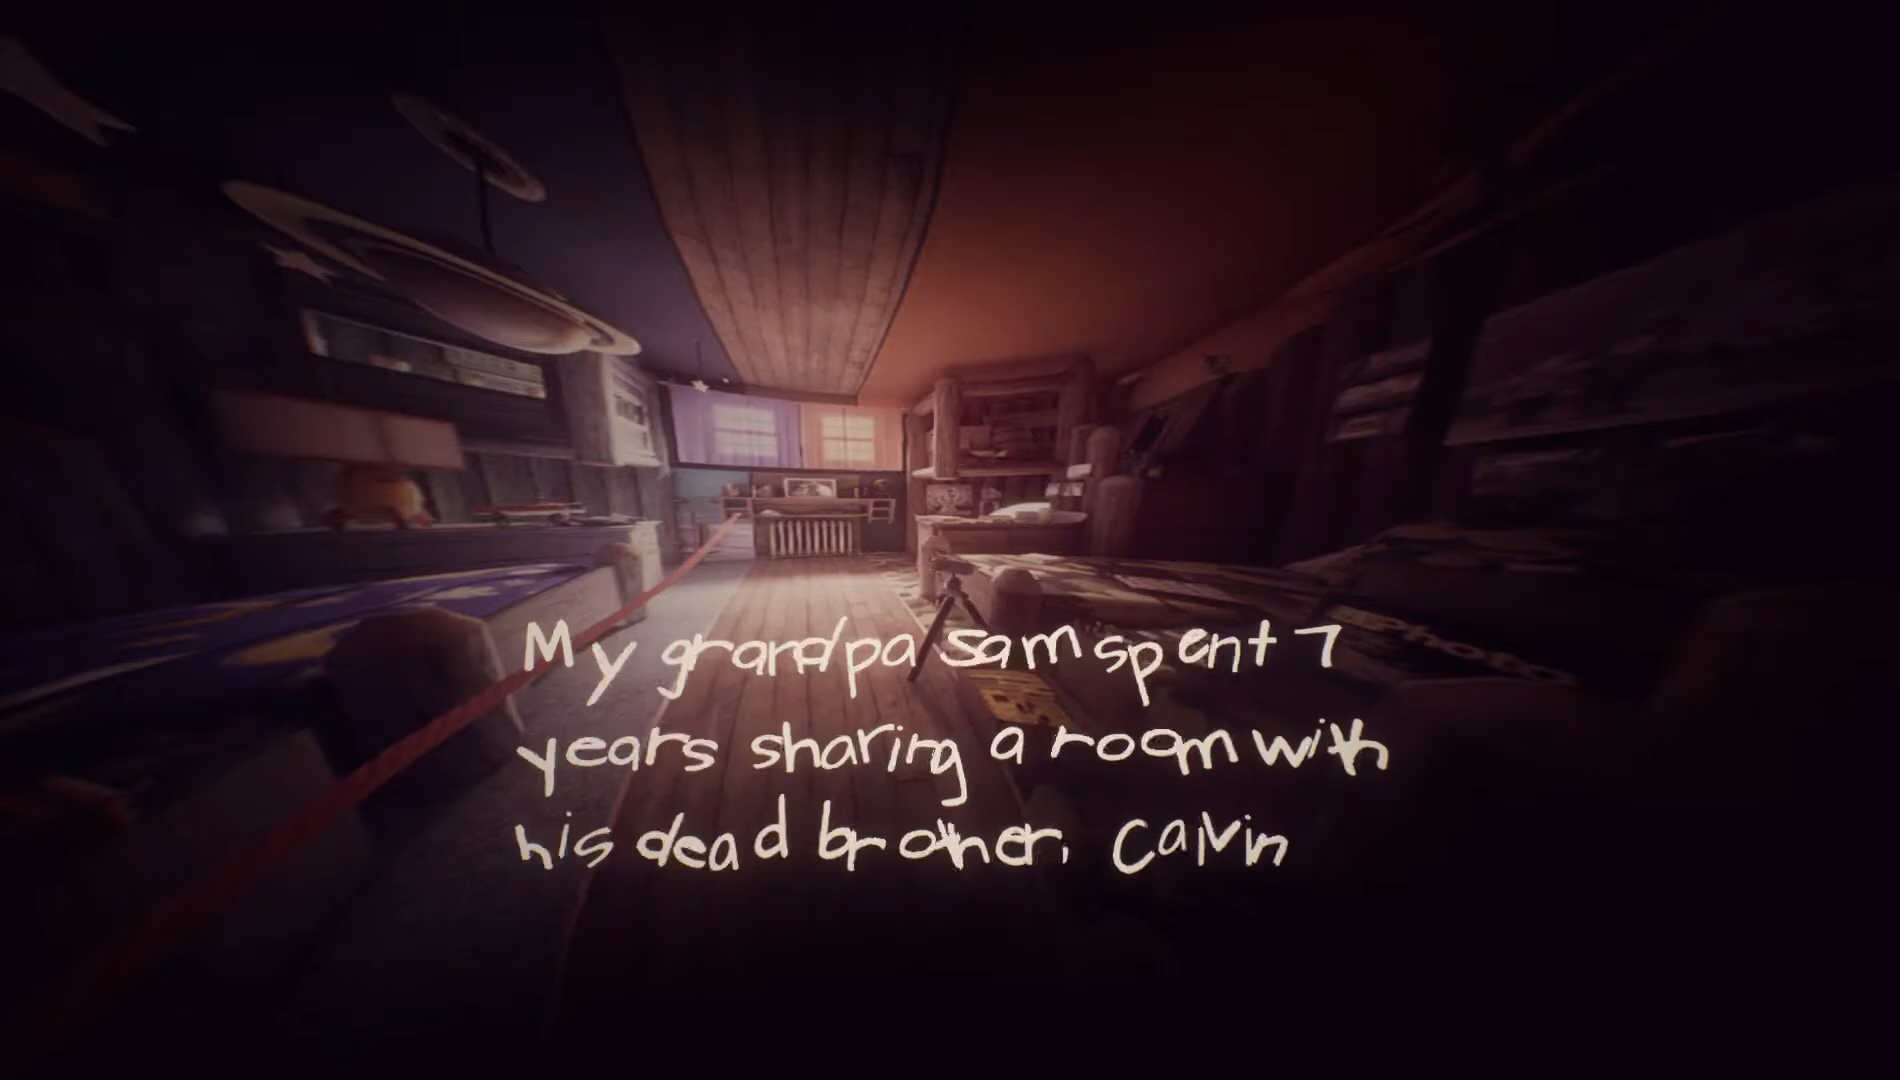 My grandpa sam spent 7
years sharing a room with
his dead brother, Calvin